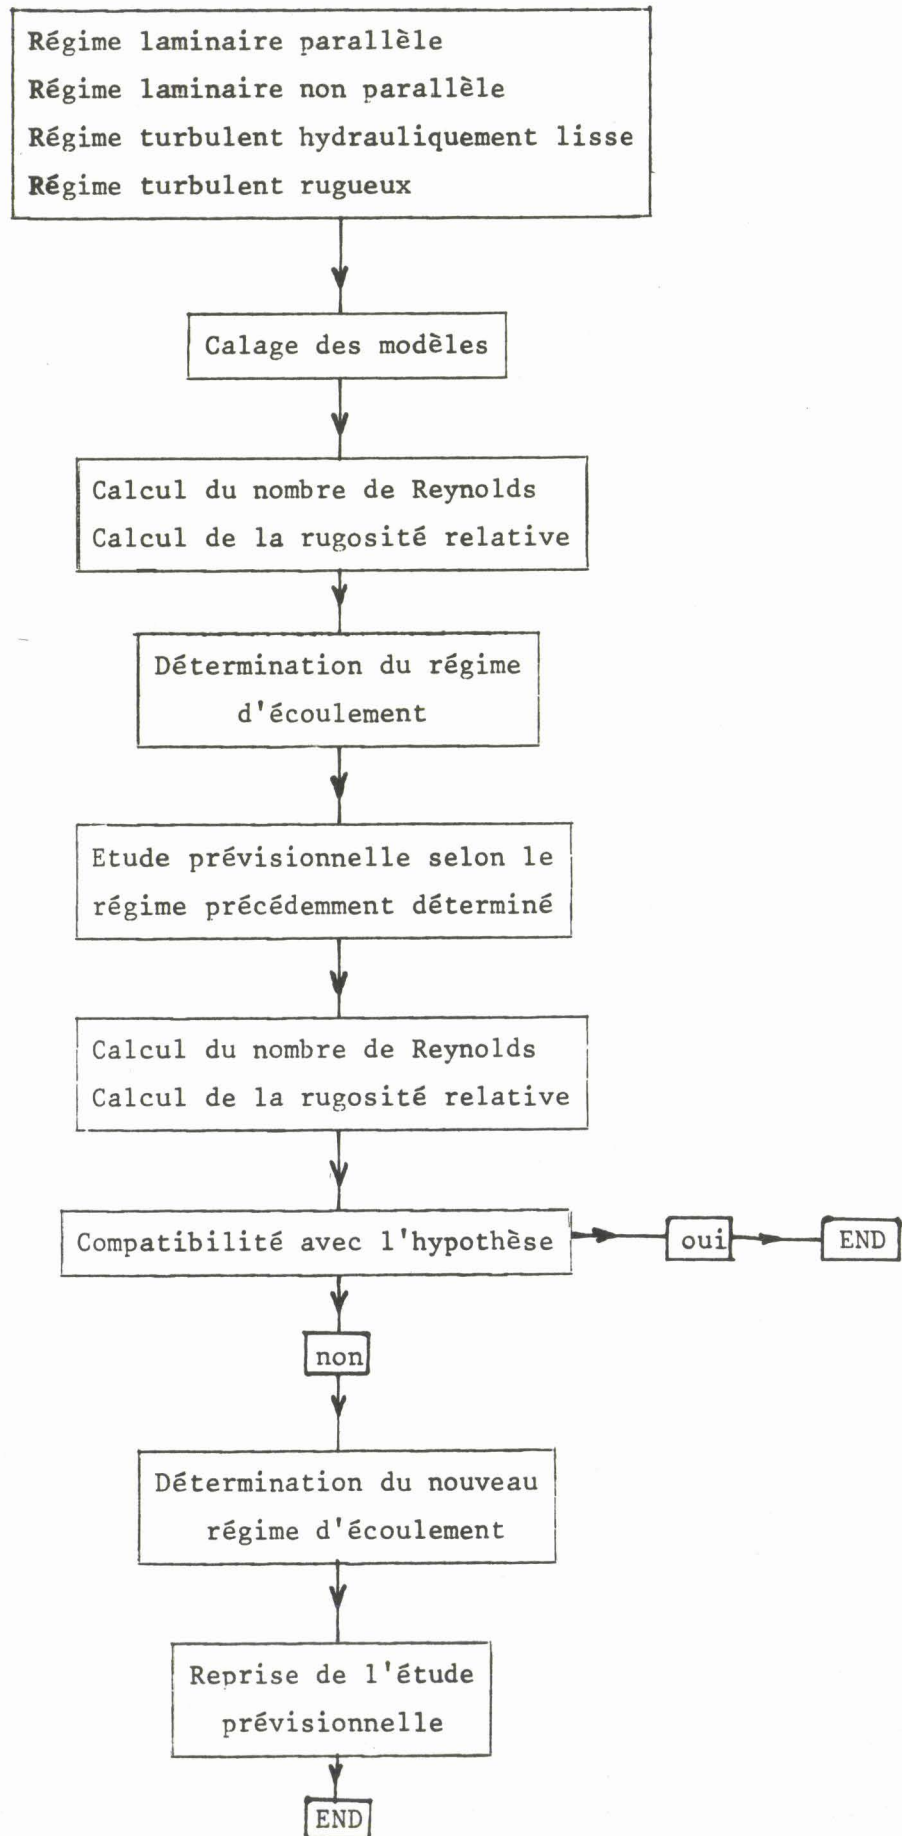 Régime laminaire parallèle
Régime laminaire non parallèle
Régime turbulent hydrauliquement lisse
Régime turbulent rugueux
Calage des modèles
Calcul du nombre de Reynolds
Calcul de la rugosité relative
Détermination du régime
d'écoulement
Etude prévisionnelle selon le
régime précédemment déterminé
Calcul du nombre de Reynolds
Calcul de la rugosité relative
Compatibilité avec l'hypothèse
oui
END
non
Détermination du nouveau
régime d'écoulement
Reprise de l'étude
prévisionnelle
END